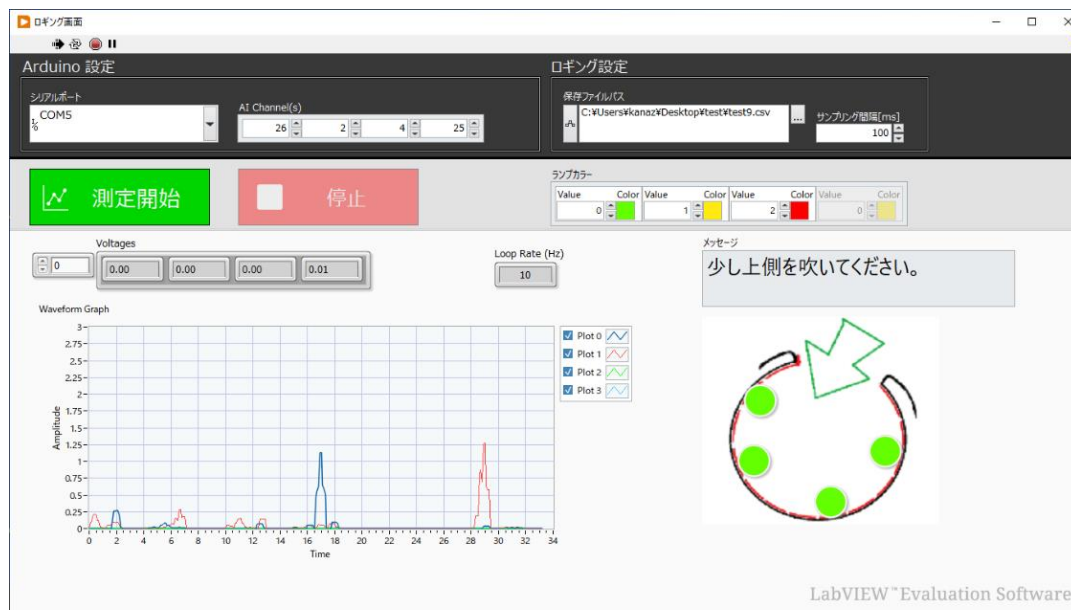 ロギング画面
Arduino 設定
ロギング設定
シリアルポート
COM5
AI Channel(s)
26 2 4 25
保存ファイルパス
C:¥Users¥kanaz¥Desktop¥test¥test9.csv
...
サンプリング間隔[ms]
100
測定開始
停止
ランプカラー
Value Color Value Color Value Color Value Color
0 1 2 0
Voltages
0
0.00 0.00 0.00 0.01
Loop Rate (Hz)
10
メッセージ
少し上側を吹いてください。
Waveform Graph
Plot 0
Plot 1
Plot 2
Plot 3
Amplitude
3
2.75
2.5
2.25
2
1.75
1.5
1.25
1
0.75
0.5
0.25
0
0 2 4 6 8 10 12 14 16 18 20 22 24 26 28 30 32 34
Time
LabVIEW™Evaluation Software